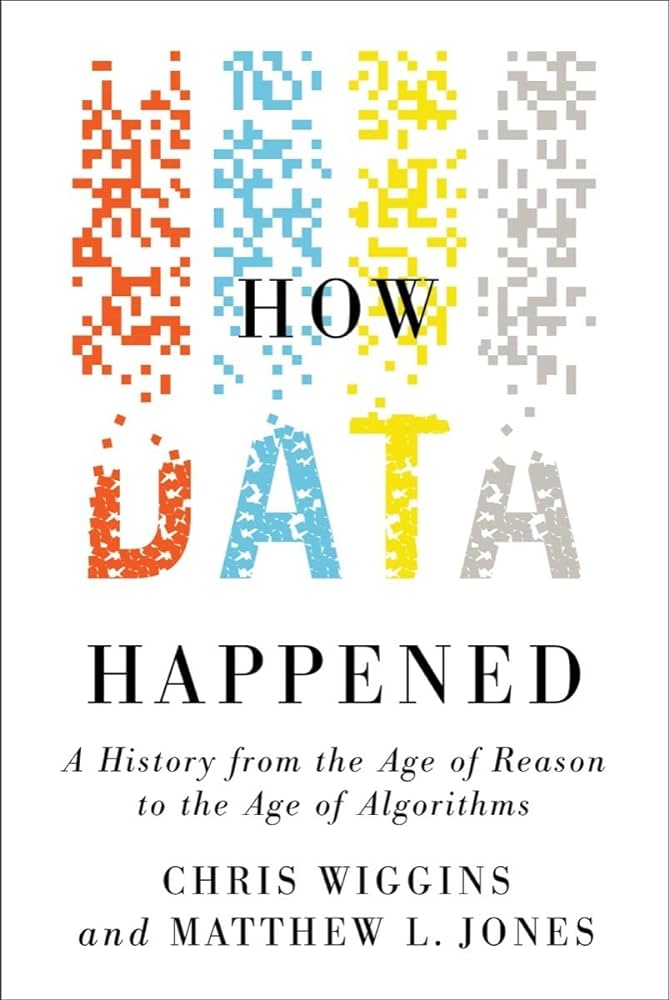 HOW
DATA
HAPPENED
A History from the Age of Reason
to the Age of Algorithms
CHRIS WIGGINS
and MATTHEW L. JONES